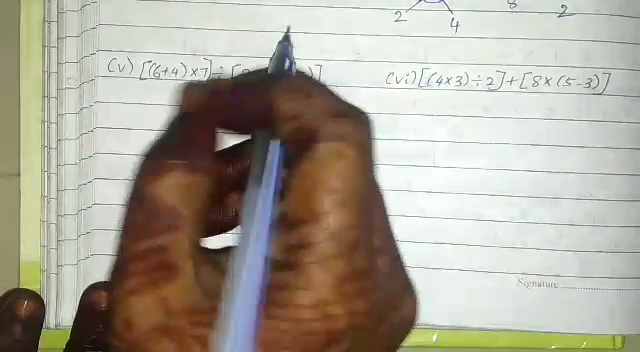 8 2
2 4
(v) [(6+4)×7]÷[
(vi) [(4×3)÷2]+[8×(5-3)]
Signature